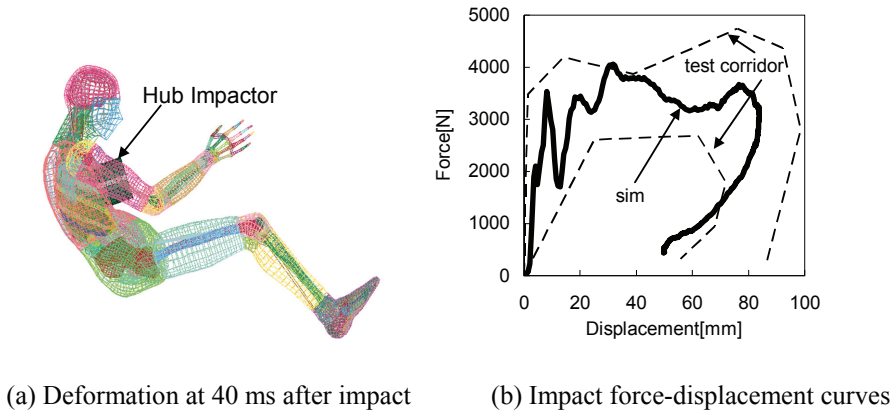 Hub Impactor
5000
4000
3000
2000
1000
0
Force[N]
test corridor
sim
0 20 40 60 80 100
Displacement[mm]
(a) Deformation at 40 ms after impact
(b) Impact force-displacement curves